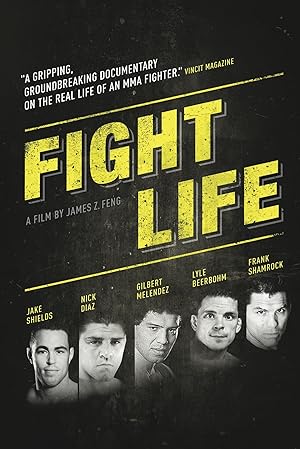 "A GRIPPING, GROUNDBREAKING DOCUMENTARY ON THE REAL LIFE OF AN MMA FIGHTER." VINCIT MAGAZINE
FIGHT
LIFE
A FILM BY JAMES Z. FENG
JAKE SHIELDS
NICK DIAZ
GILBERT MELENDEZ
LYLE BEERBOHM
FRANK SHAMROCK